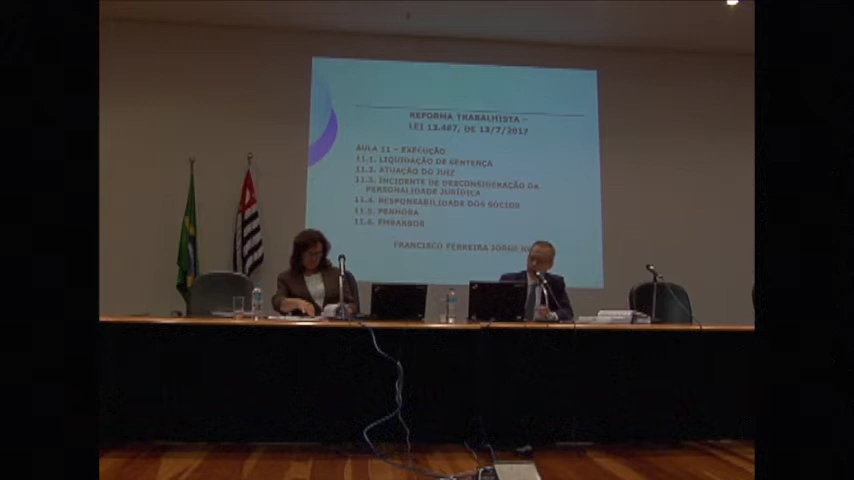 REFORMA TRABALHISTA –
LEI 13.467, DE 13/7/2017
AULA 11 – EXECUÇÃO
11.1. LIQUIDAÇÃO DE SENTENÇA
11.2. ATUAÇÃO DO JUIZ
11.3. INCIDENTE DE DESCONSIDERAÇÃO DA
PERSONALIDADE JURÍDICA
11.4. RESPONSABILIDADE DOS SÓCIOS
11.5. PENHORA
11.6. EMBARGOS
FRANCISCO FERREIRA JORGE